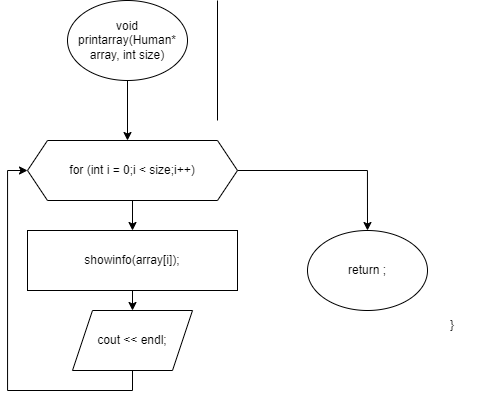 void
printarray(Human*
array, int size)
for (int i = 0;i < size;i++)
showinfo(array[i]);
return ;
cout << endl;
}